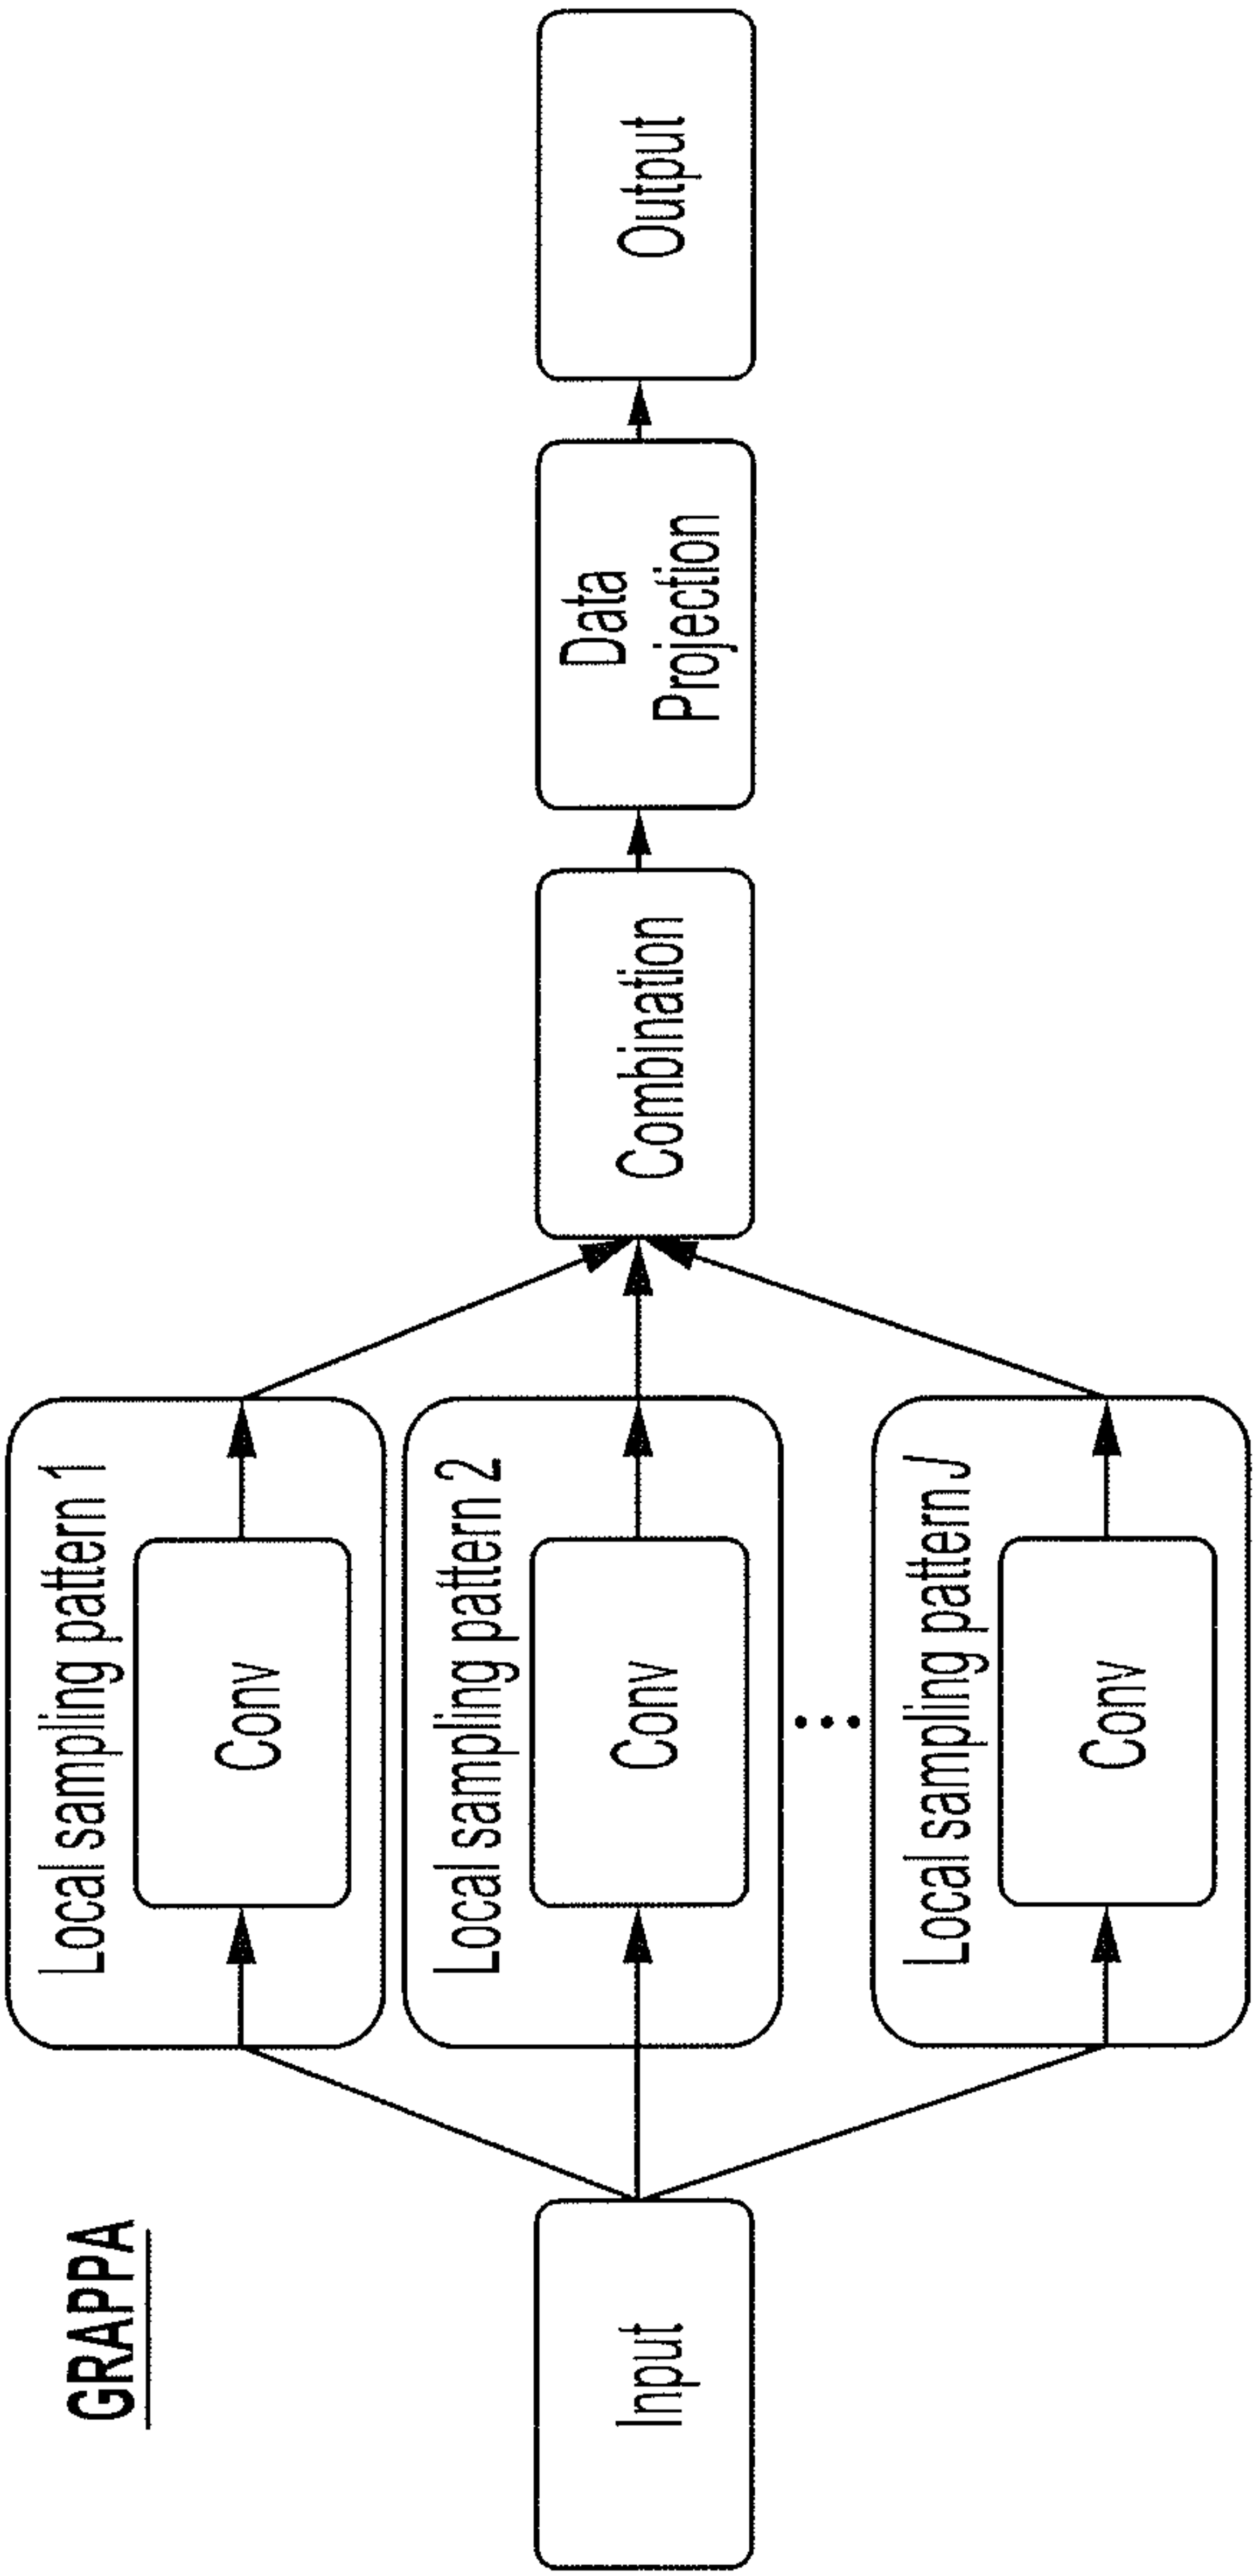 GRAPPA
Input
Local sampling pattern 1
Conv
Local sampling pattern 2
Conv
Local sampling pattern J
Conv
Combination
Data
Projection
Output